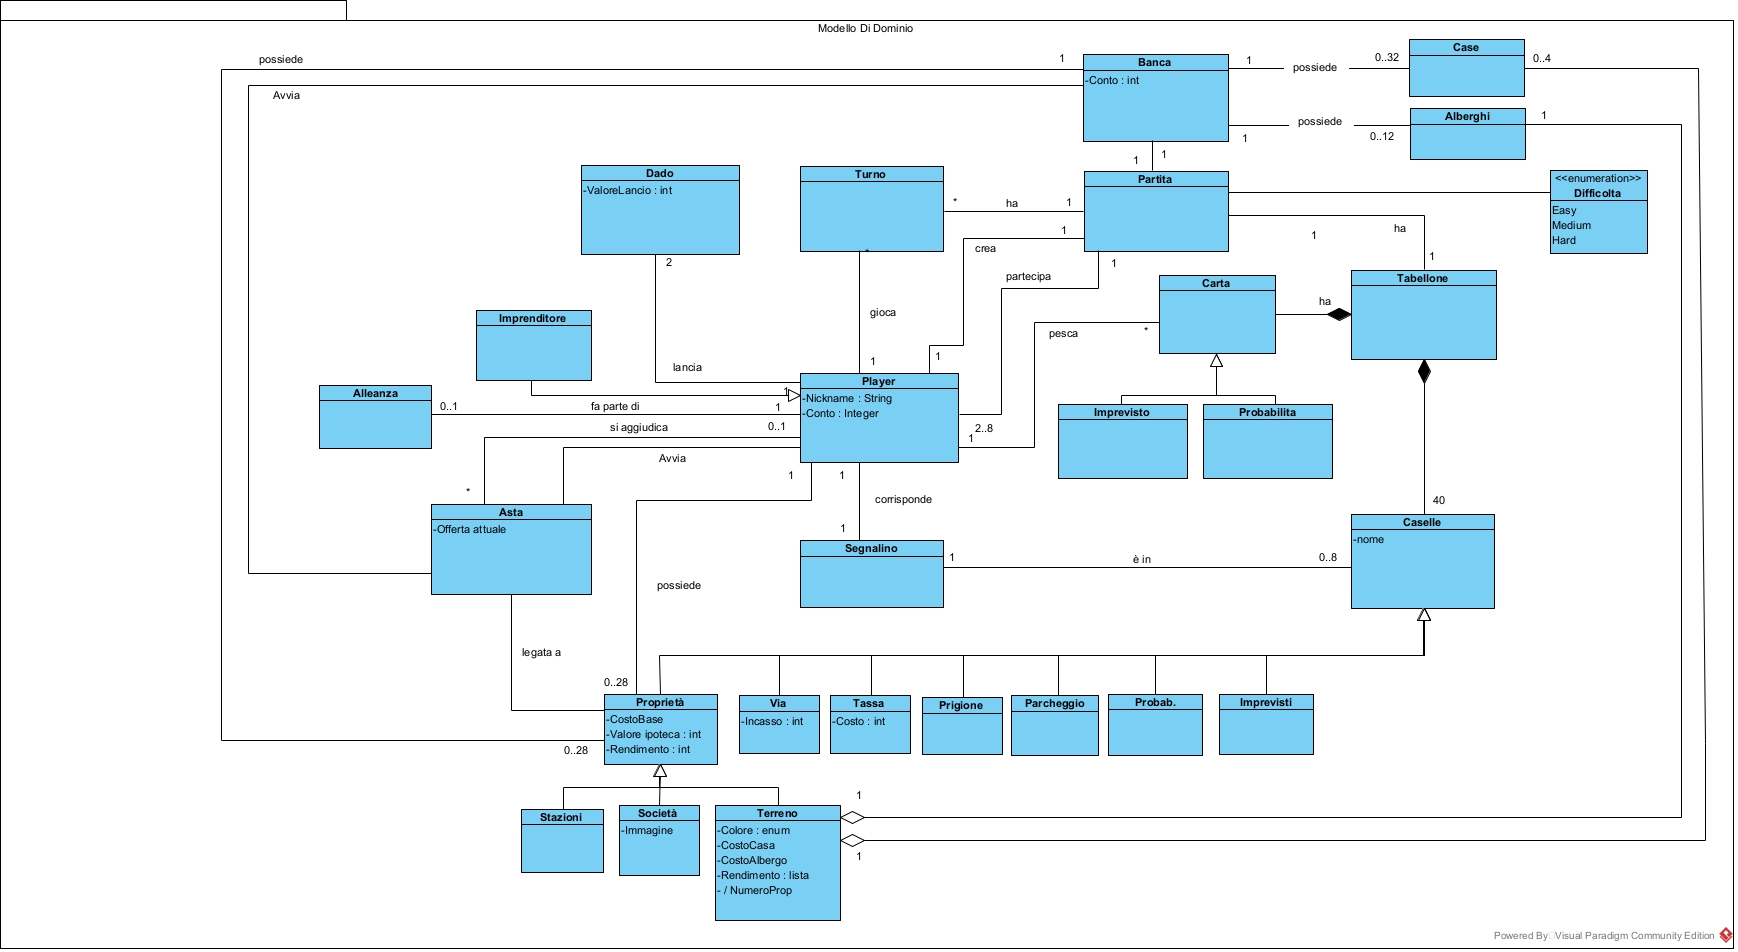 Modello Di Dominio
possiede
1
Banca
-Conto : int
1
possiede
0..32
Case
0..4
Avvia
1
possiede
0..12
Alberghi
1
1
1
Dado
-ValoreLancio : int
2
Turno
*
*
ha
1
Partita
1
crea
partecipa
1
<<enumeration>>
Difficolta
Easy
Medium
Hard
1
ha
1
Tabellone
ha
Carta
pesca
*
Imprenditore
gioca
1
1
lancia
Alleanza
0..1
fa parte di
1
1
si aggiudica
0..1
Avvia
*
Player
-Nickname : String
-Conto : Integer
2..8
1
Imprevisto
Probabilita
1
1
corrisponde
1
40
Asta
-Offerta attuale
Segnalino
1
è in
0..8
Caselle
-nome
possiede
legata a
0..28
0..28
Proprietà
-CostoBase
-Valore ipoteca : int
-Rendimento : int
Via
-Incasso : int
Tassa
-Costo : int
Prigione
Parcheggio
Probab.
Imprevisti
Stazioni
Società
-Immagine
Terreno
-Colore : enum
-CostoCasa
-CostoAlbergo
-Rendimento : lista
- / NumeroProp
1
1
Powered By Visual Paradigm Community Edition